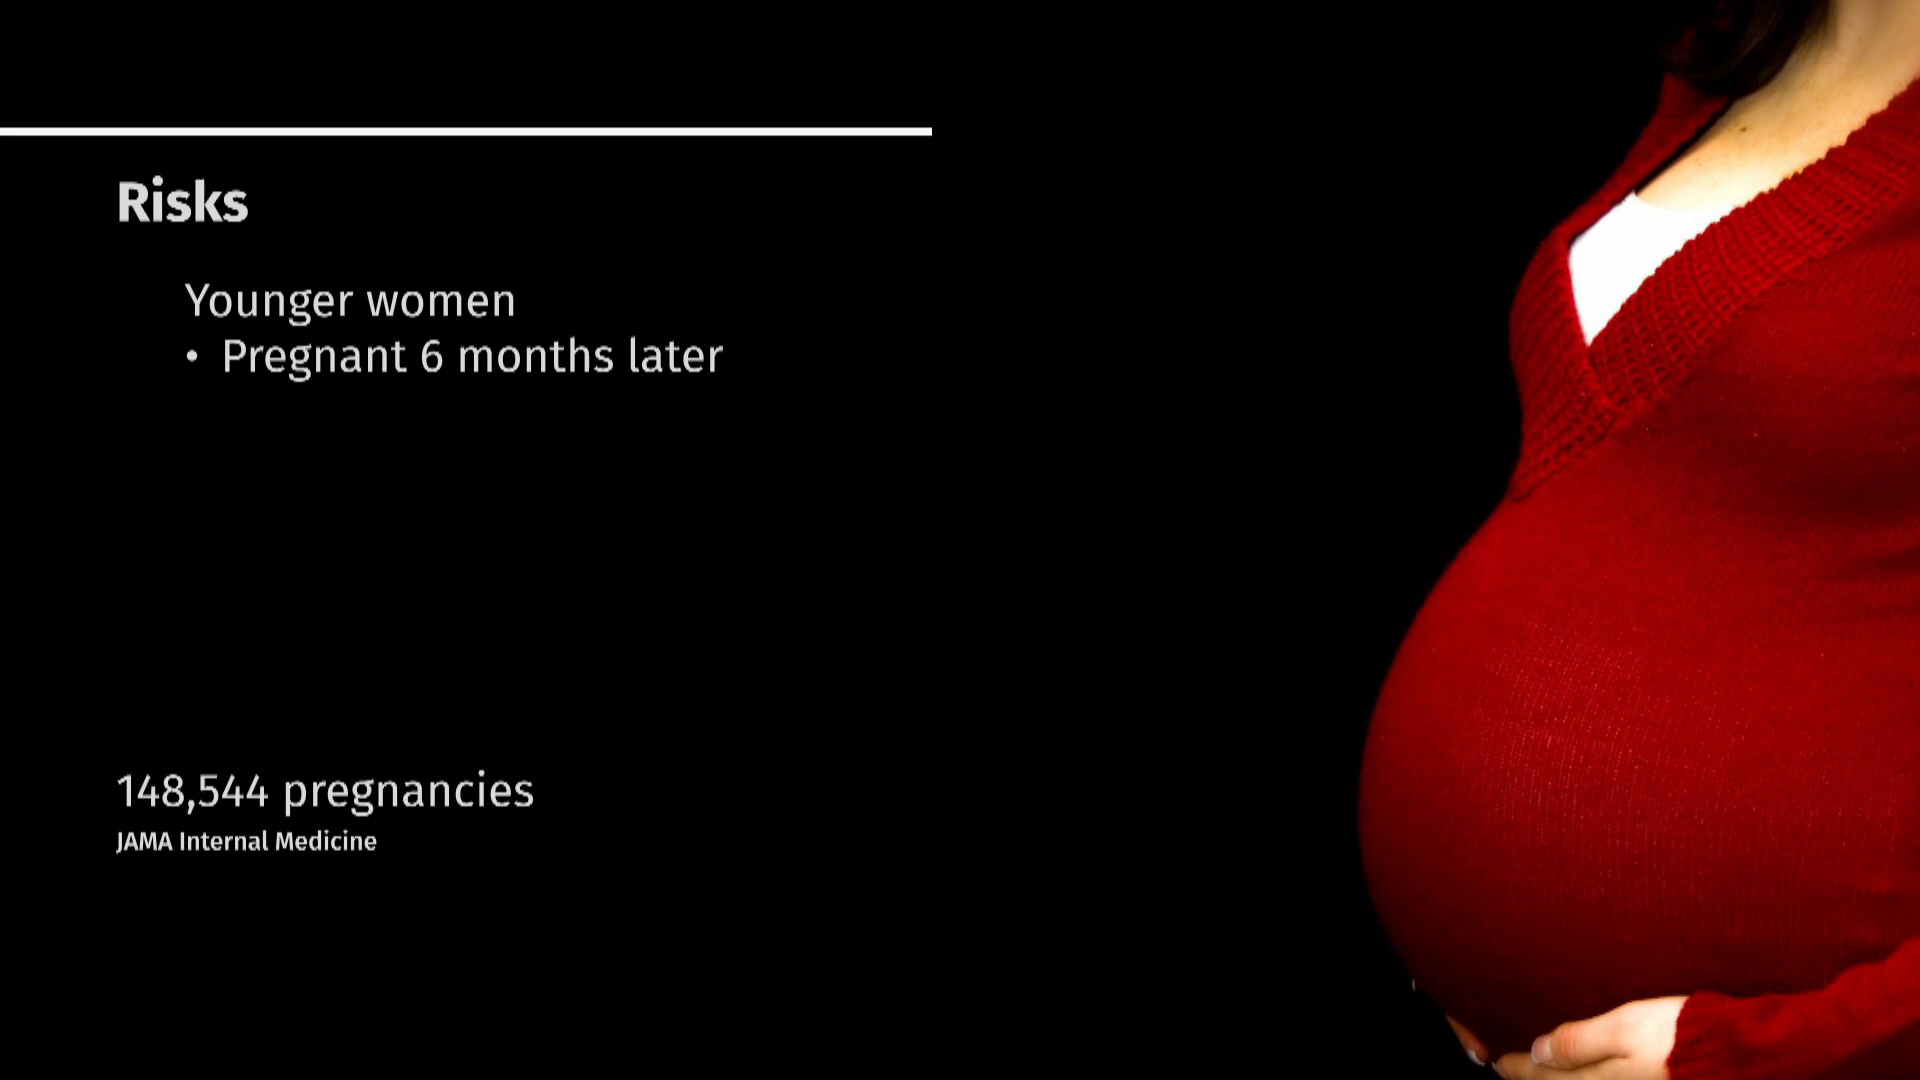 Risks
Younger women
• Pregnant 6 months later
148,544 pregnancies
JAMA Internal Medicine